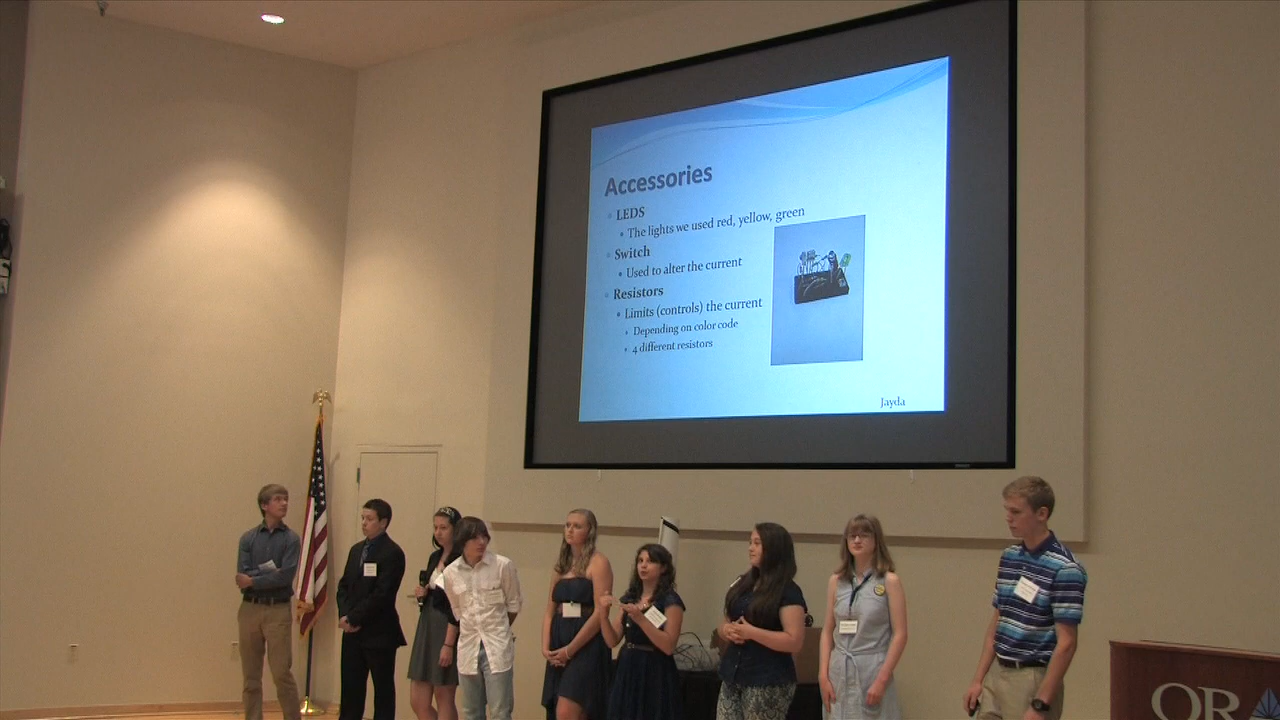 Accessories
LEDS
The lights we used red, yellow, green
Switch
Used to alter the current
Resistors
Limits (controls) the current
Depending on color code
4 different resistors
Jayda
OR